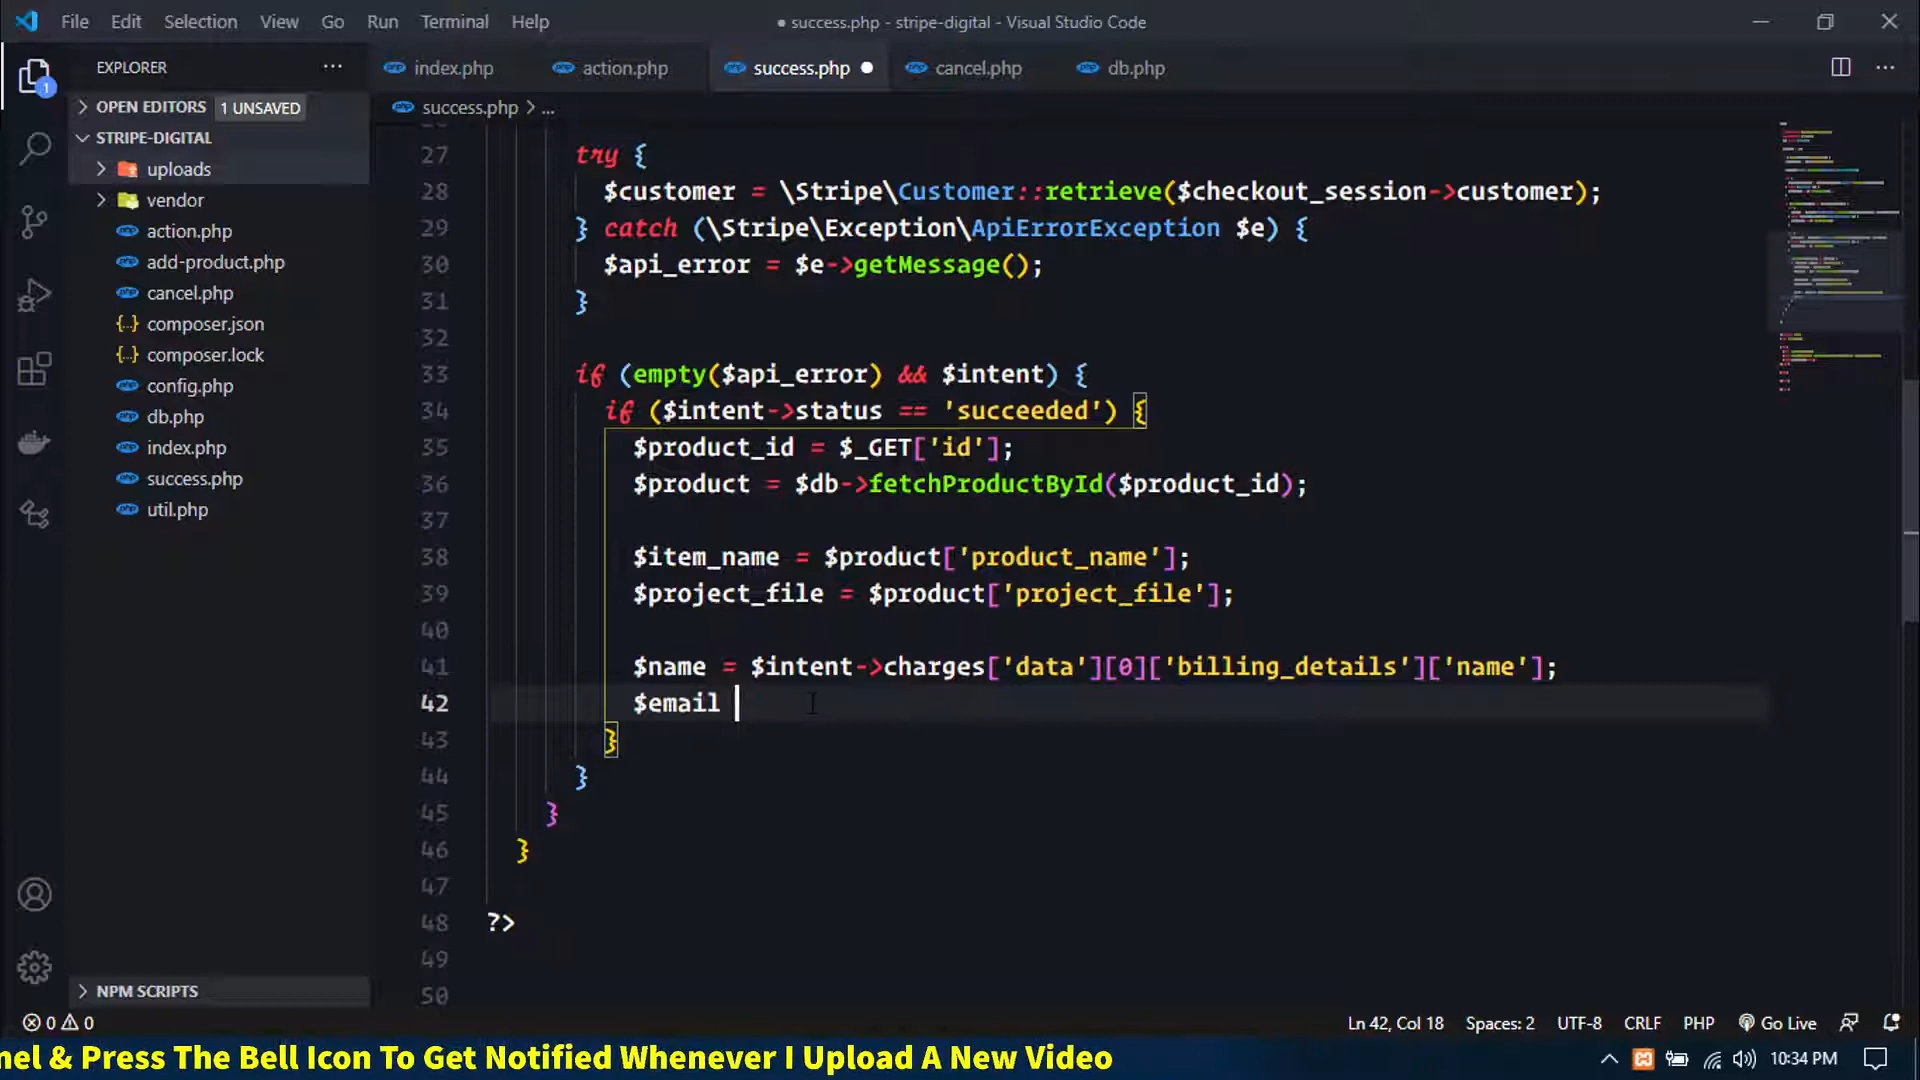 File Edit Selection View Go Run Terminal Help
● success.php - stripe-digital - Visual Studio Code
EXPLORER
index.php
action.php
success.php
cancel.php
db.php
OPEN EDITORS 1 UNSAVED
success.php > ...
STRIPE-DIGITAL
uploads
vendor
action.php
add-product.php
cancel.php
composer.json
composer.lock
config.php
db.php
index.php
success.php
util.php
NPM SCRIPTS
1
27 try {
28 $customer = \Stripe\Customer::retrieve($checkout_session->customer);
29 } catch (\Stripe\Exception\ApiErrorException $e) {
30 $api_error = $e->getMessage();
31 }
32
33 if (empty($api_error) && $intent) {
34 if ($intent->status == 'succeeded') {
35 $product_id = $_GET['id'];
36 $product = $db->fetchProductById($product_id);
37
38 $item_name = $product['product_name'];
39 $project_file = $product['project_file'];
40
41 $name = $intent->charges['data'][0]['billing_details']['name'];
42 $email
43 }
44 }
45 }
46 }
47
48 ?>
49
50
0 0
Ln 42, Col 18 Spaces: 2 UTF-8 CRLF PHP Go Live
nel & Press The Bell Icon To Get Notified Whenever I Upload A New Video
10:34 PM